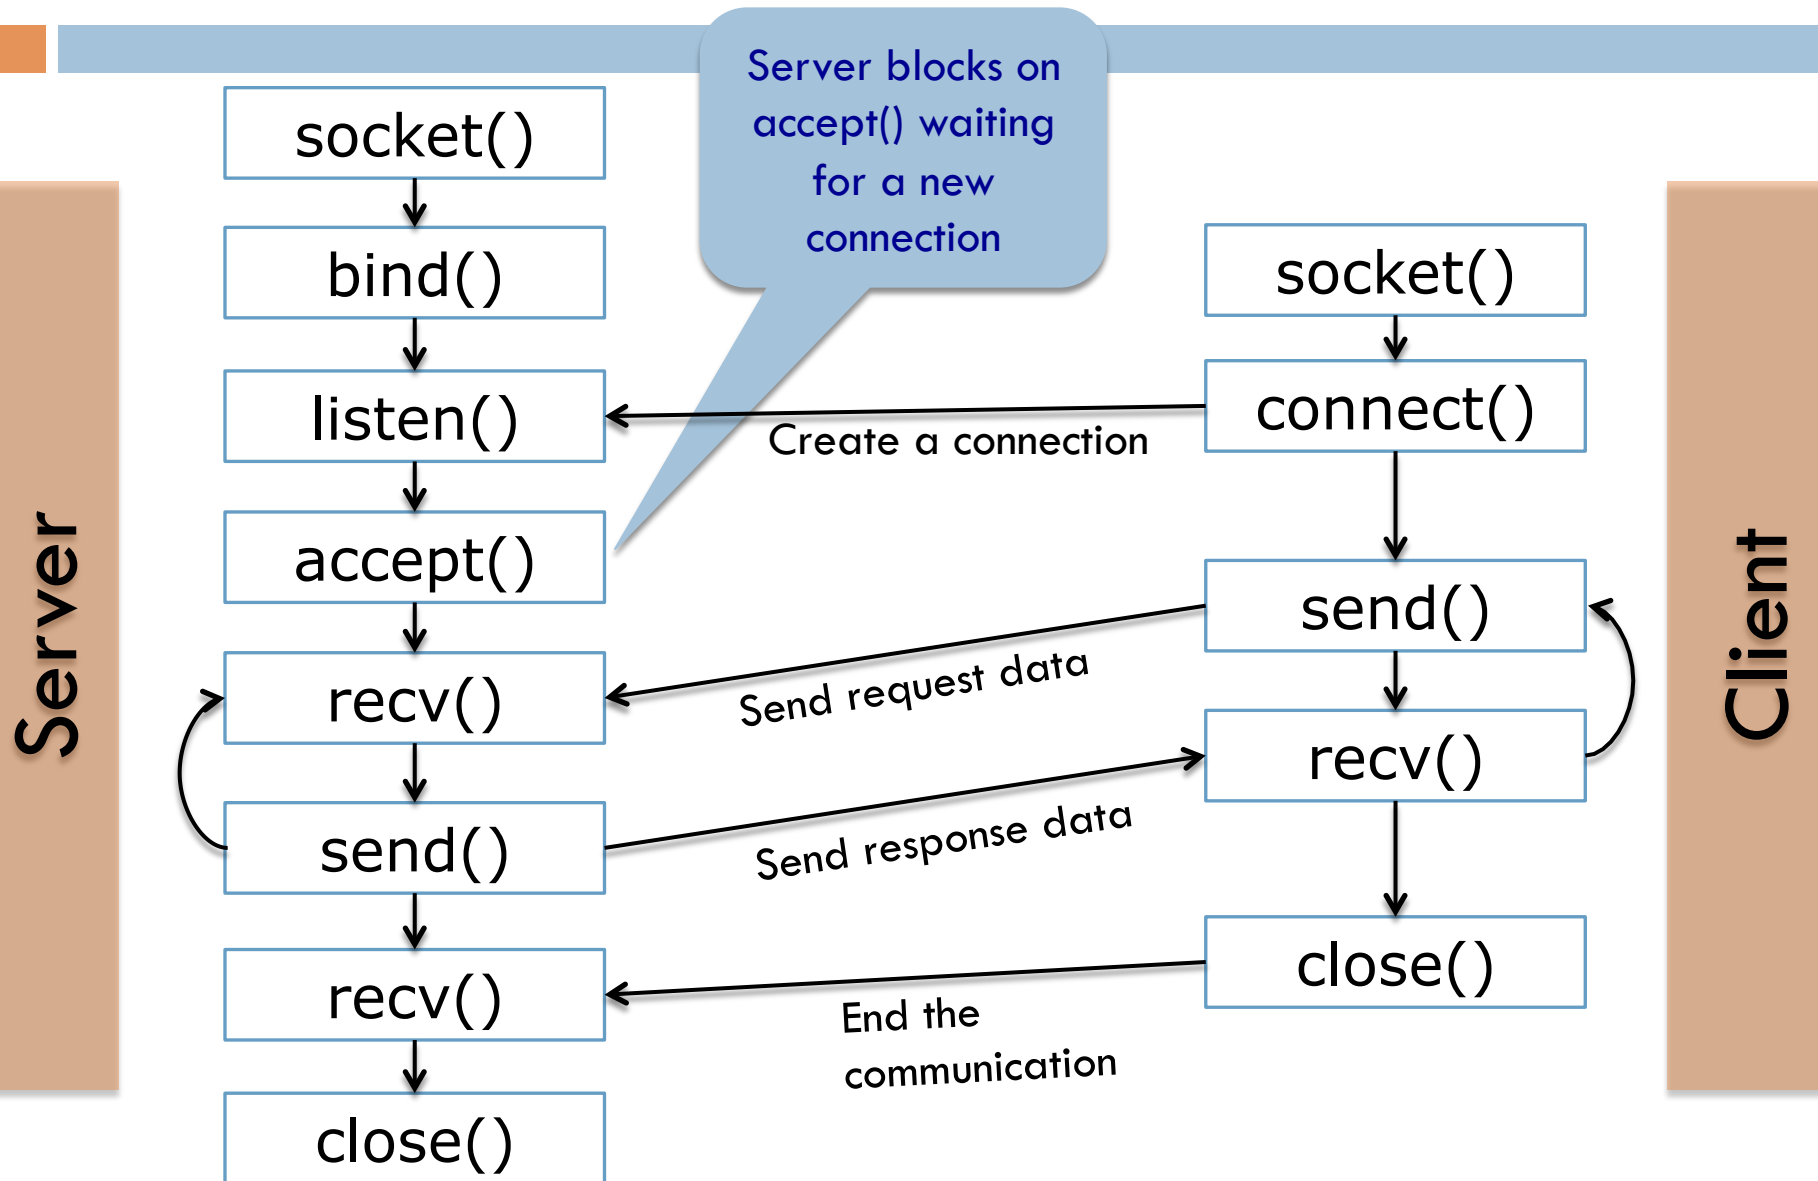 Server blocks on
accept() waiting
for a new
connection
Server
socket()
bind()
listen()
accept()
recv()
send()
recv()
close()
Create a connection
Send request data
Send response data
End the
communication
socket()
connect()
send()
recv()
close()
Client